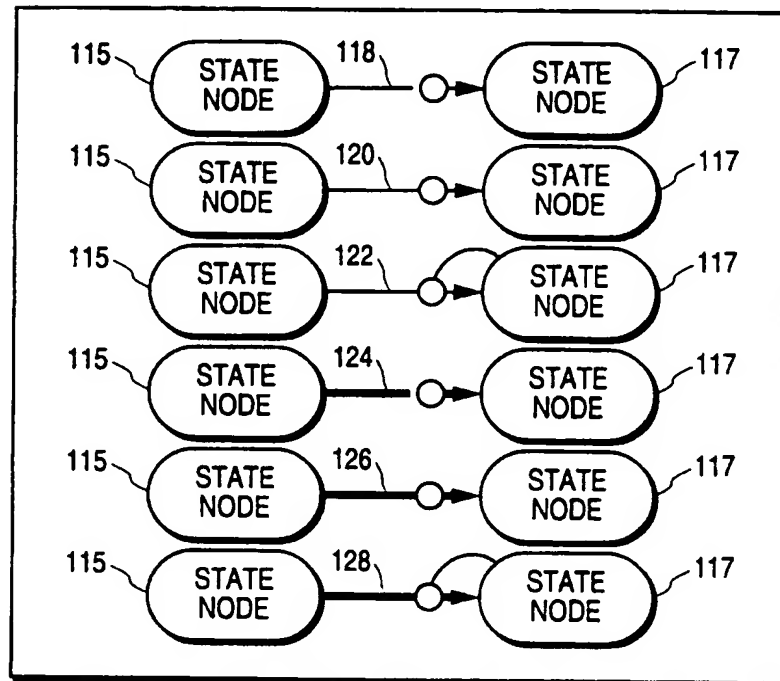 115 STATE NODE 118 STATE NODE 117
115 STATE NODE 120 STATE NODE 117
115 STATE NODE 122 STATE NODE 117
115 STATE NODE 124 STATE NODE 117
115 STATE NODE 126 STATE NODE 117
115 STATE NODE 128 STATE NODE 117